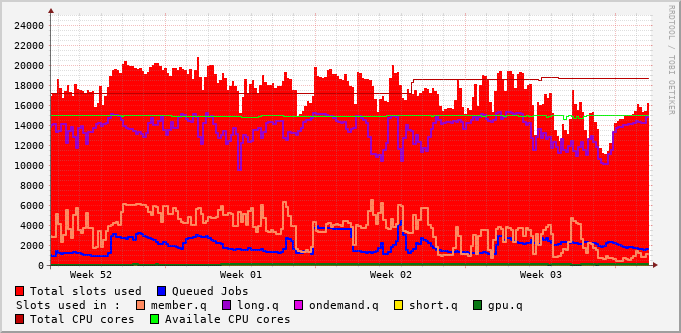 24000
22000
20000
18000
16000
14000
12000
10000
8000
6000
4000
2000
0
Week 52 Week 01 Week 02 Week 03
Total slots used Queued Jobs
Slots used in : member.q long.q ondemand.q short.q gpu.q
Total CPU cores Availale CPU cores
RRDTOOL / TOBI OETIKER